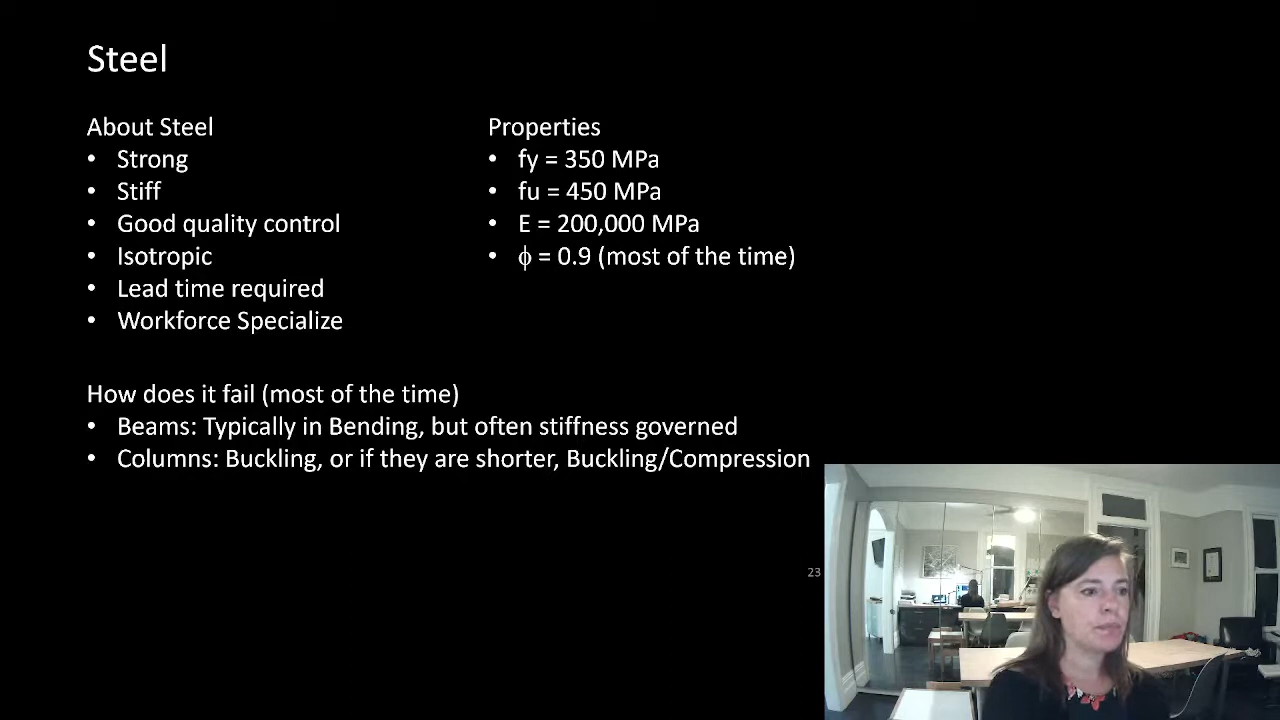 Steel
About Steel
• Strong
• Stiff
• Good quality control
• Isotropic
• Lead time required
• Workforce Specialize
Properties
• fy = 350 MPa
• fu = 450 MPa
• E = 200,000 MPa
• ϕ = 0.9 (most of the time)
How does it fail (most of the time)
• Beams: Typically in Bending, but often stiffness governed
• Columns: Buckling, or if they are shorter, Buckling/Compression
23